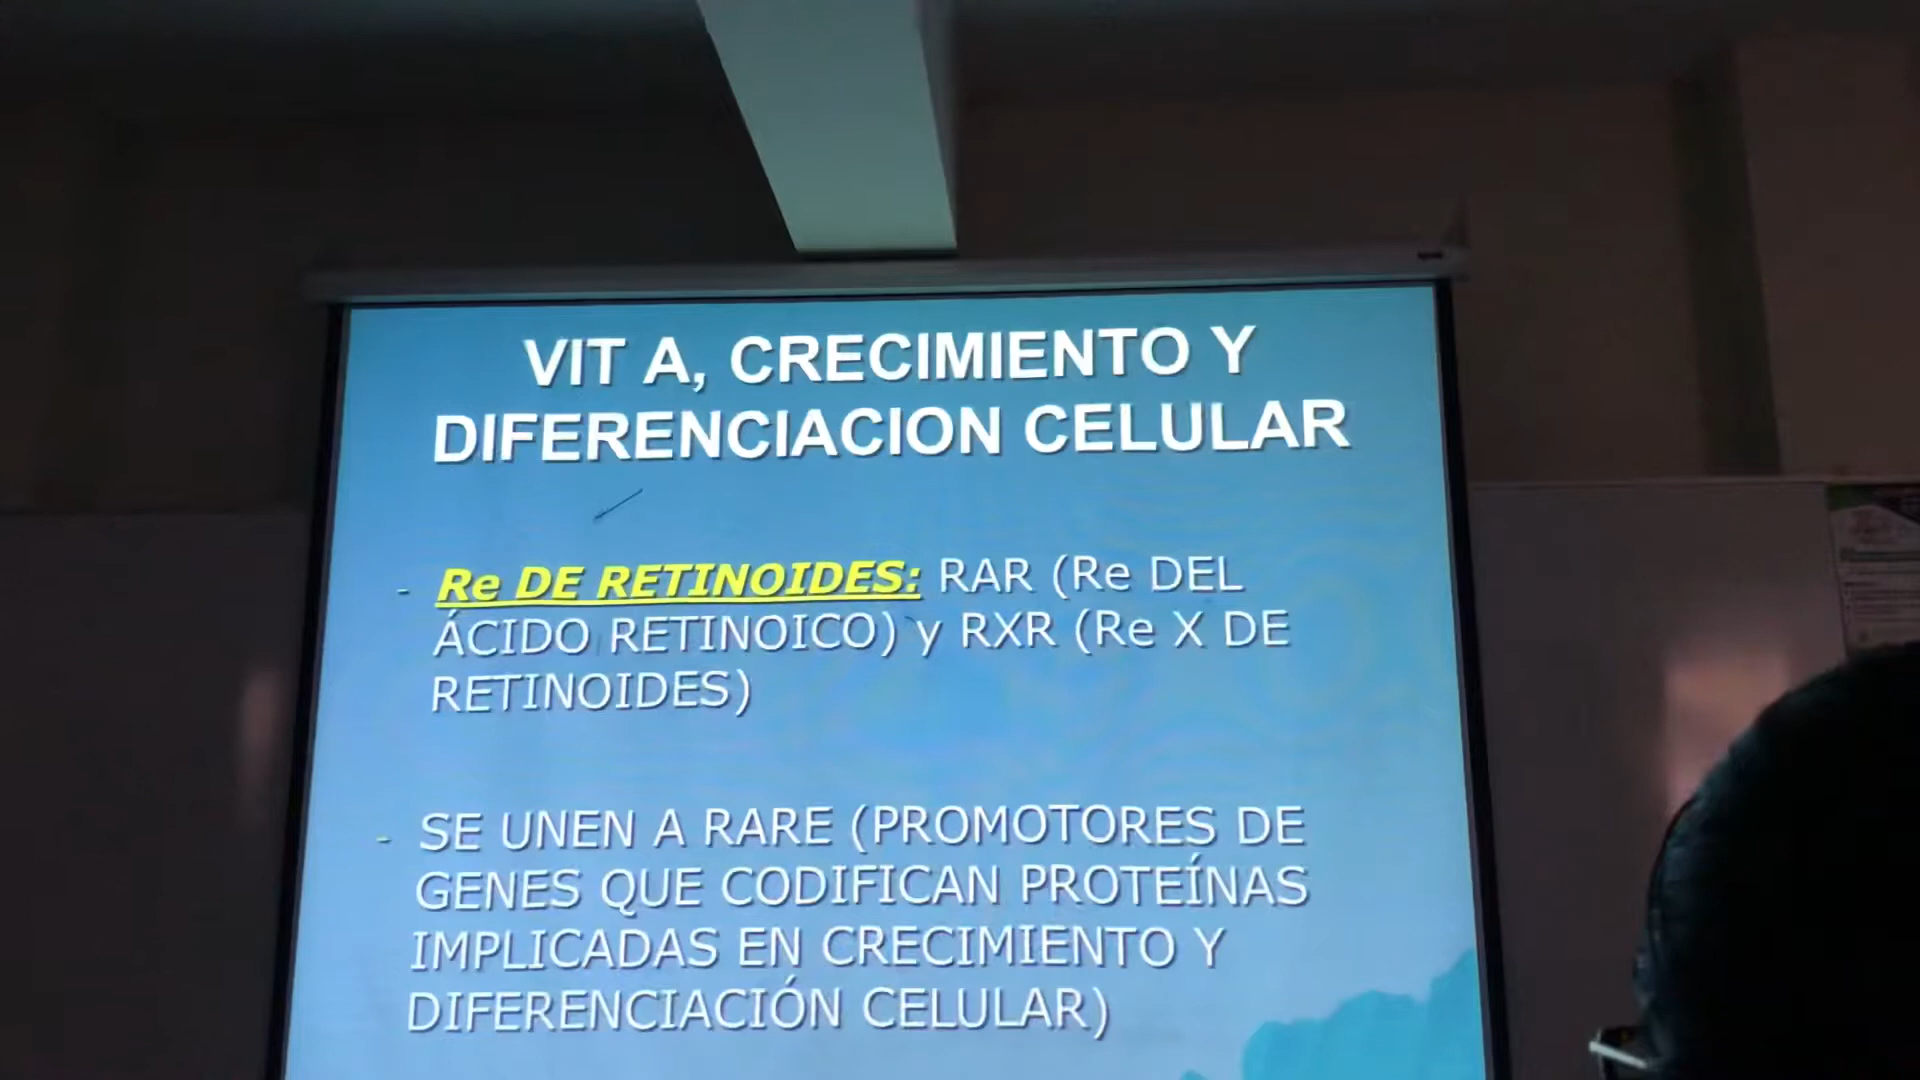 VIT A, CRECIMIENTO Y
DIFERENCIACION CELULAR
- Re DE RETINOIDES: RAR (Re DEL
ÁCIDO RETINOICO) y RXR (Re X DE
RETINOIDES)
- SE UNEN A RARE (PROMOTORES DE
GENES QUE CODIFICAN PROTEÍNAS
IMPLICADAS EN CRECIMIENTO Y
DIFERENCIACIÓN CELULAR)